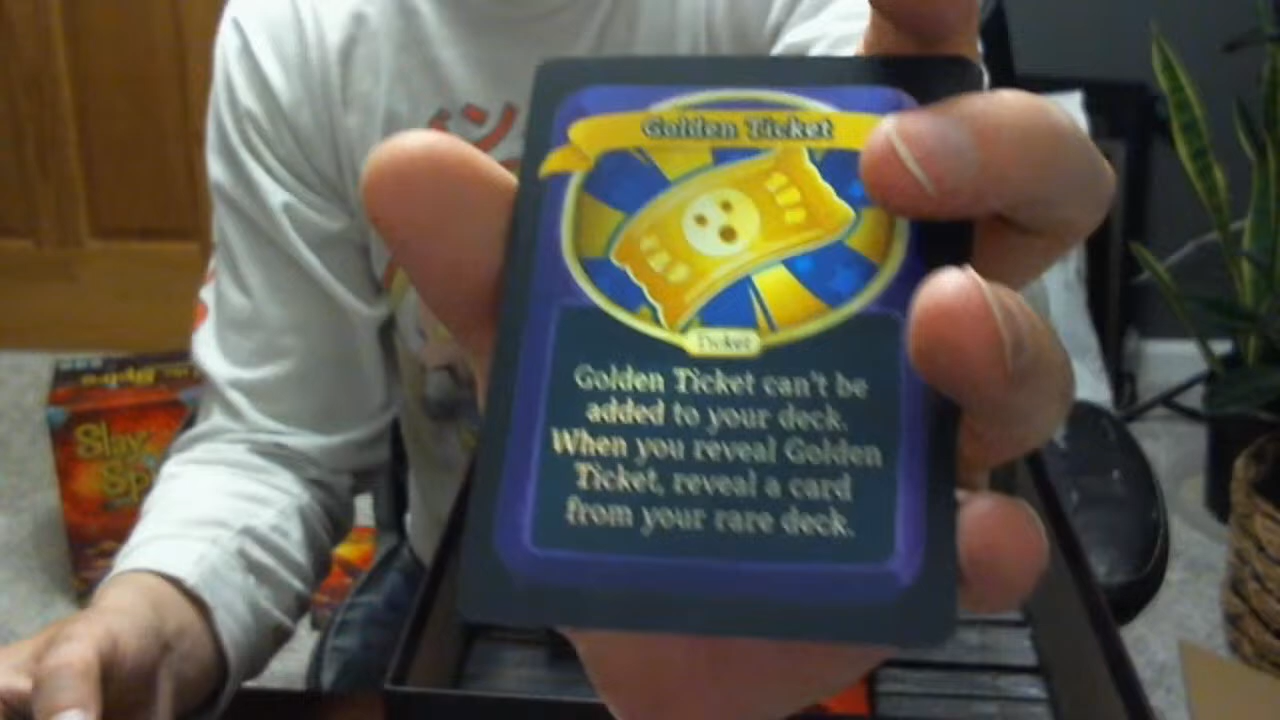 Golden Ticket
Ticket
Golden Ticket can't be
added to your deck.
When you reveal Golden
Ticket, reveal a card
from your rare deck.
Slay
Sp